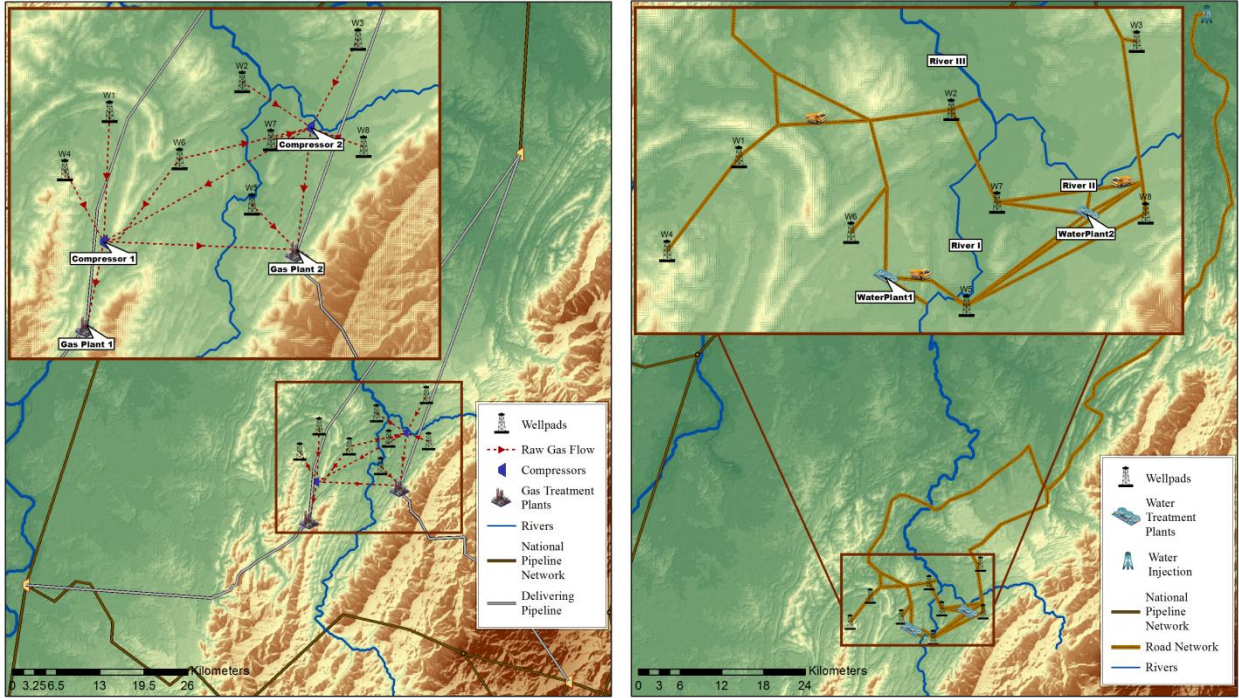 W3
W2
W1
W7
W8
Compressor 2
W6
W4
W5
Compressor 1
Gas Plant 2
Gas Plant 1
Wellpads
Raw Gas Flow
Compressors
Gas Treatment
Plants
Rivers
National
Pipeline
Network
Delivering
Pipeline
Kilometers
0 3.25 6.5 13 19.5 26
W3
River III
W2
W1
River II
W7
W8
WaterPlant2
W6
W4
River I
WaterPlant1
W5
Wellpads
Water
Treatment
Plants
Water
Injection
National
Pipeline
Network
Road Network
Rivers
Kilometers
0 3 6 12 18 24